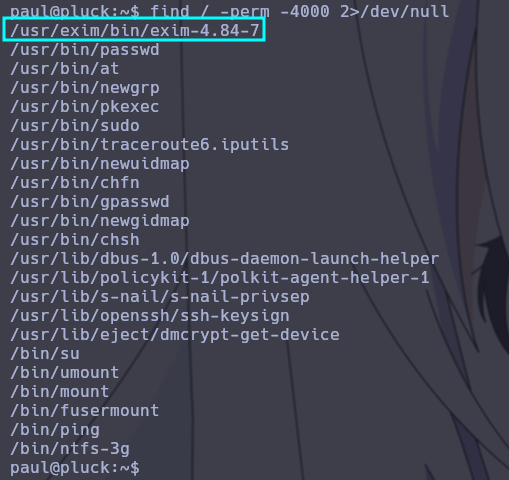 paul@pluck:~$ find / -perm -4000 2>/dev/null
/usr/exim/bin/exim-4.84-7
/usr/bin/passwd
/usr/bin/at
/usr/bin/newgrp
/usr/bin/pkexec
/usr/bin/sudo
/usr/bin/traceroute6.iputils
/usr/bin/newuidmap
/usr/bin/chfn
/usr/bin/gpasswd
/usr/bin/newgidmap
/usr/bin/chsh
/usr/lib/dbus-1.0/dbus-daemon-launch-helper
/usr/lib/policykit-1/polkit-agent-helper-1
/usr/lib/s-nail/s-nail-privsep
/usr/lib/openssh/ssh-keysign
/usr/lib/eject/dmcrypt-get-device
/bin/su
/bin/umount
/bin/mount
/bin/fusermount
/bin/ping
/bin/ntfs-3g
paul@pluck:~$